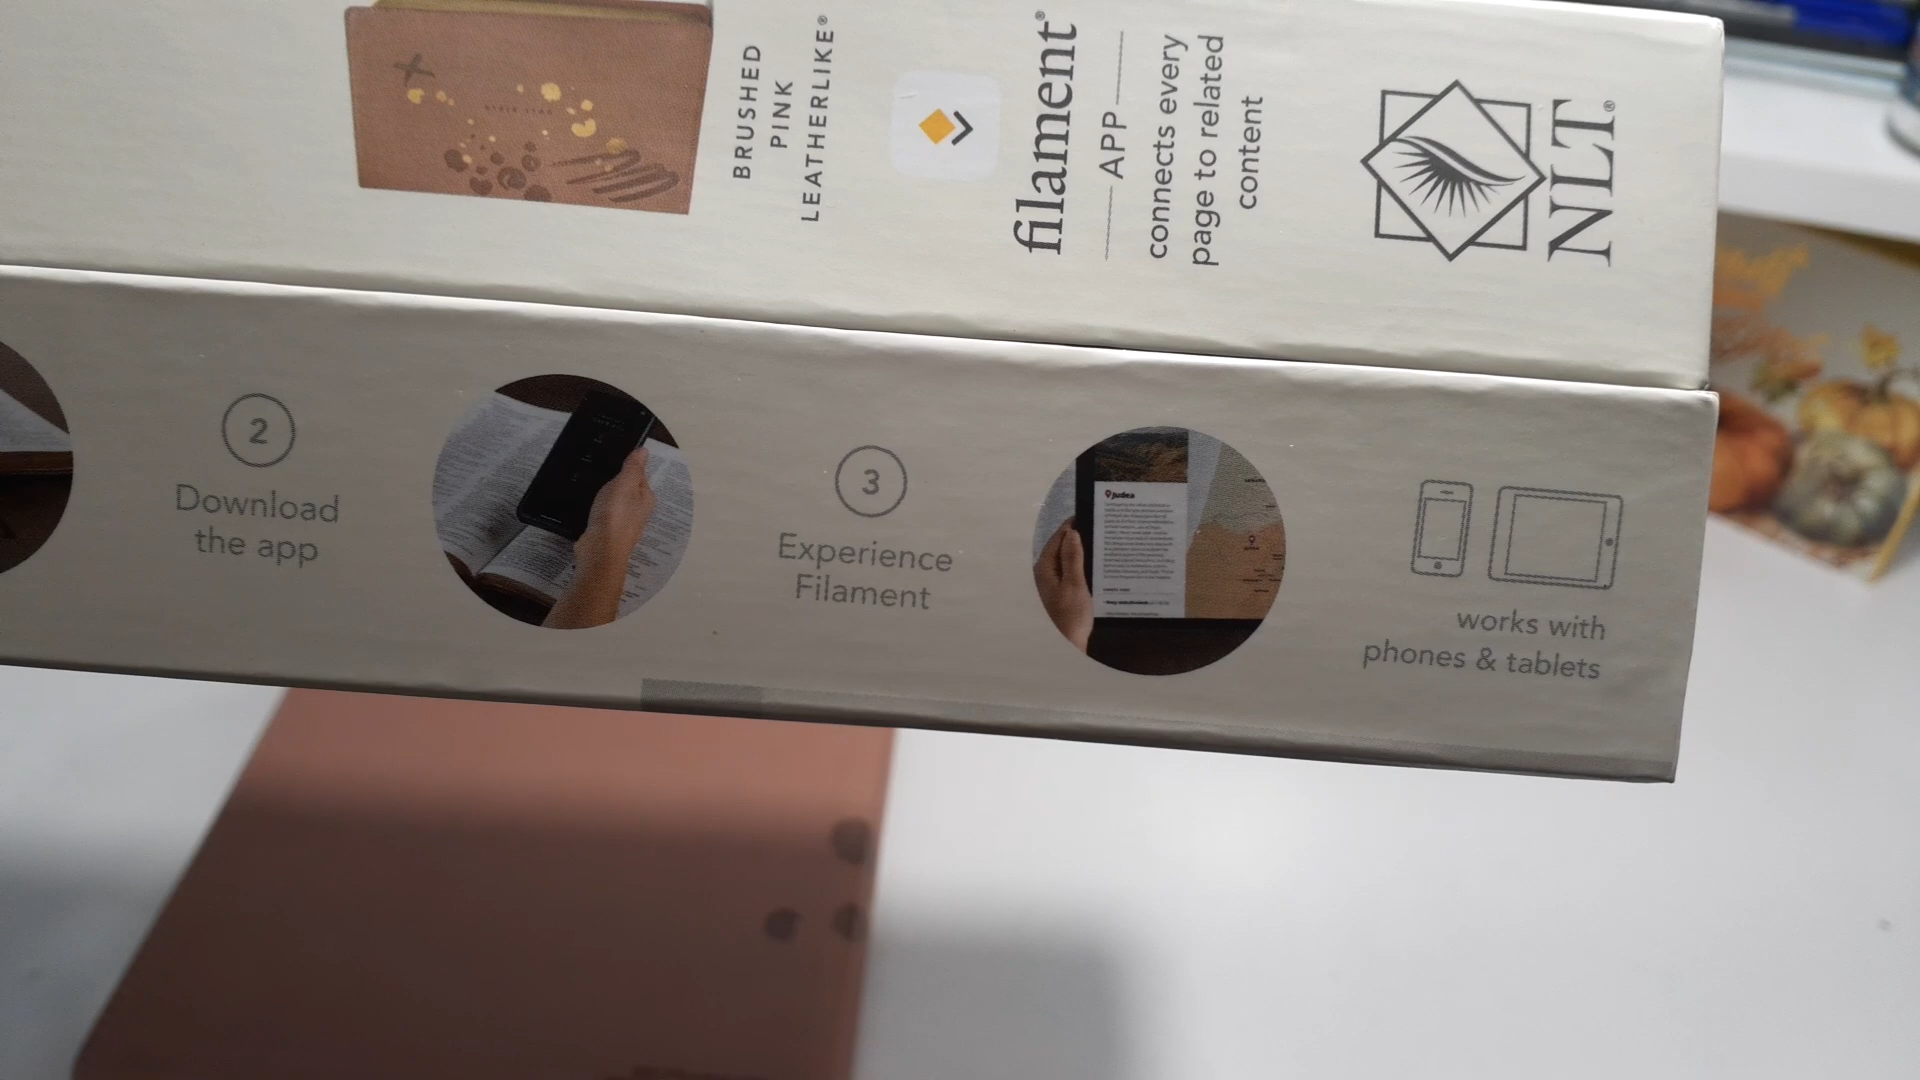 BRUSHED
PINK
LEATHERLIKE®
filament®
APP
connects every
page to related
content
NLT®
2
Download
the app
3
Experience
Filament
Judea
works with
phones & tablets